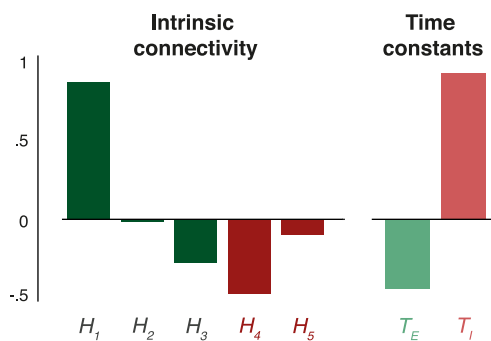 Intrinsic
connectivity
Time
constants
1
.5
0
-.5
H1 H2 H3 H4 H5 TE TI